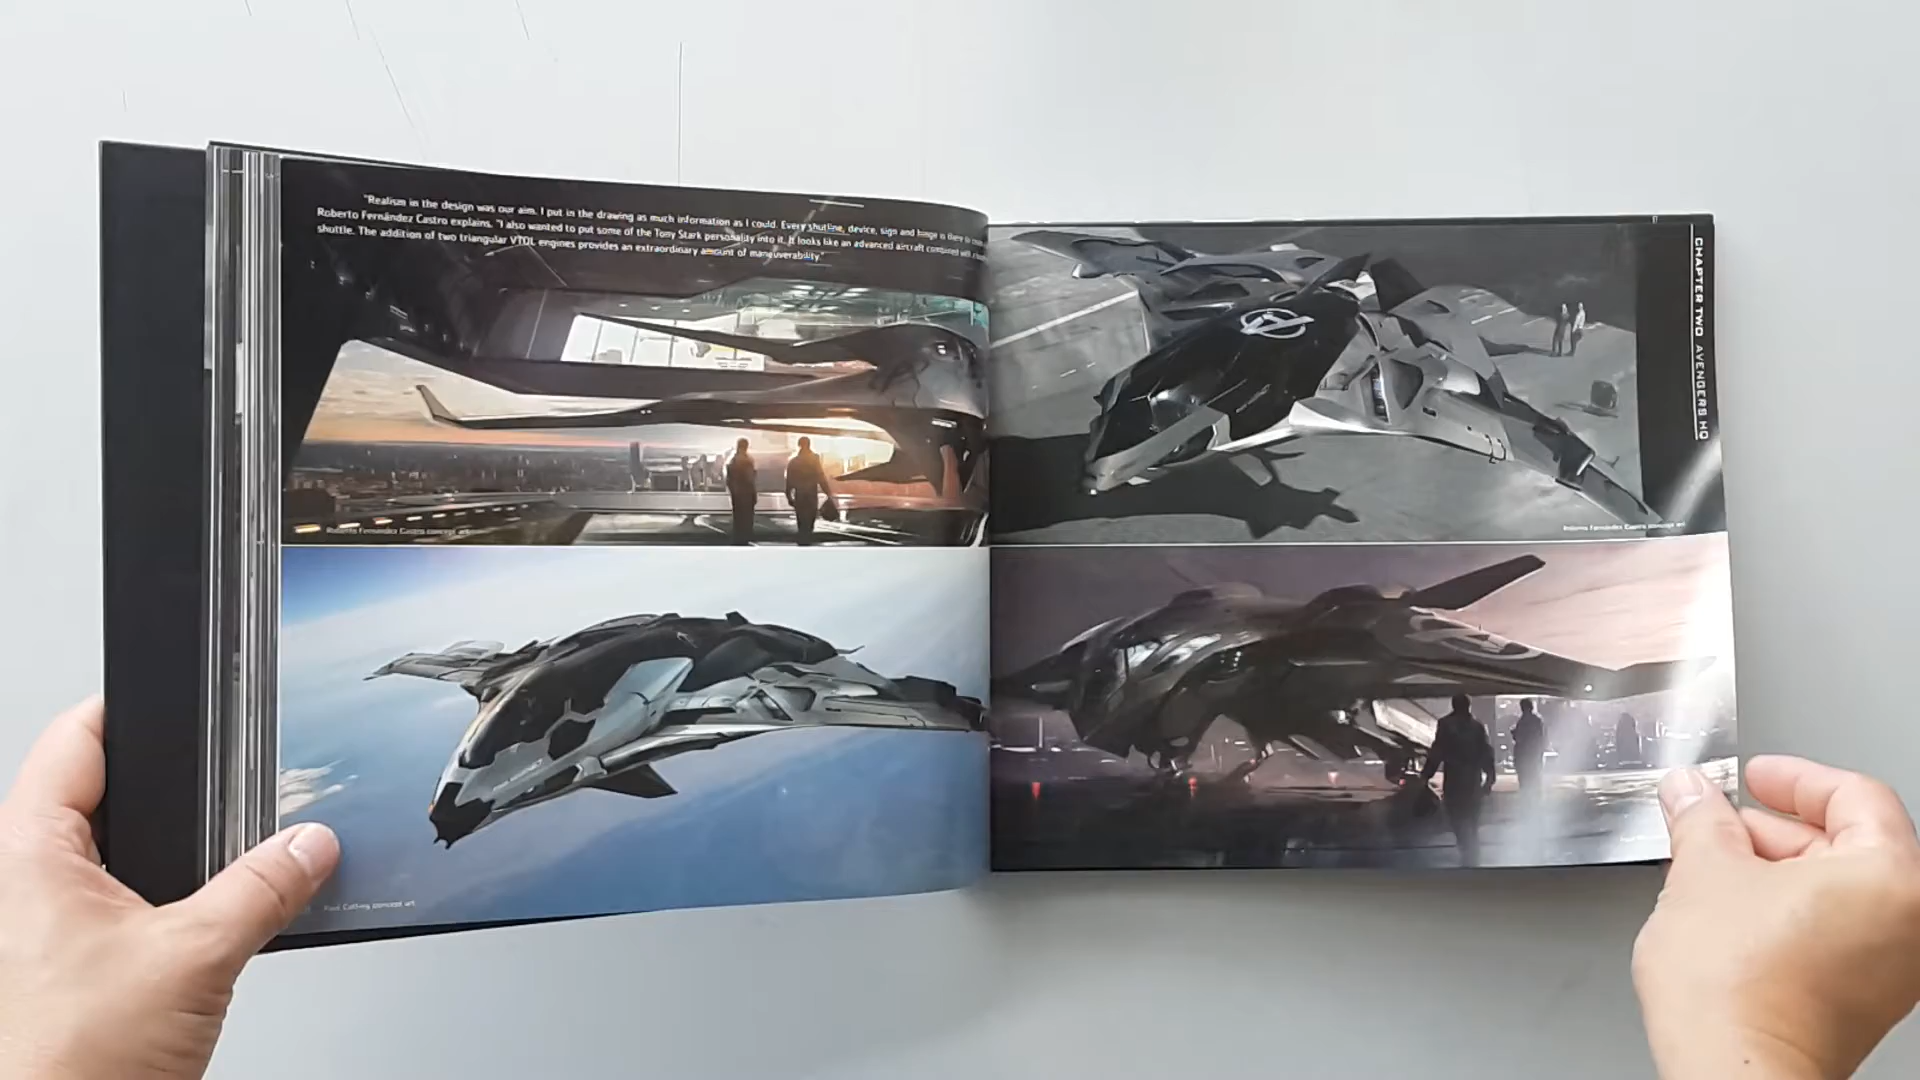 "Realism in the design was our aim. I put in the drawing as much information as I could. Every shutline, device, sign and hinge is there to
Roberto Fernández Castro explains. "I also wanted to put some of the Tony Stark personality into it. It looks like an advanced aircraft combined with a
shuttle. The addition of two triangular VTOL engines provides an extraordinary amount of maneuverability."
Roberto Fernández Castro concept art
Paul Catling concept art
CHAPTER TWO AVENGERS HQ
Roberto Fernández Castro concept art